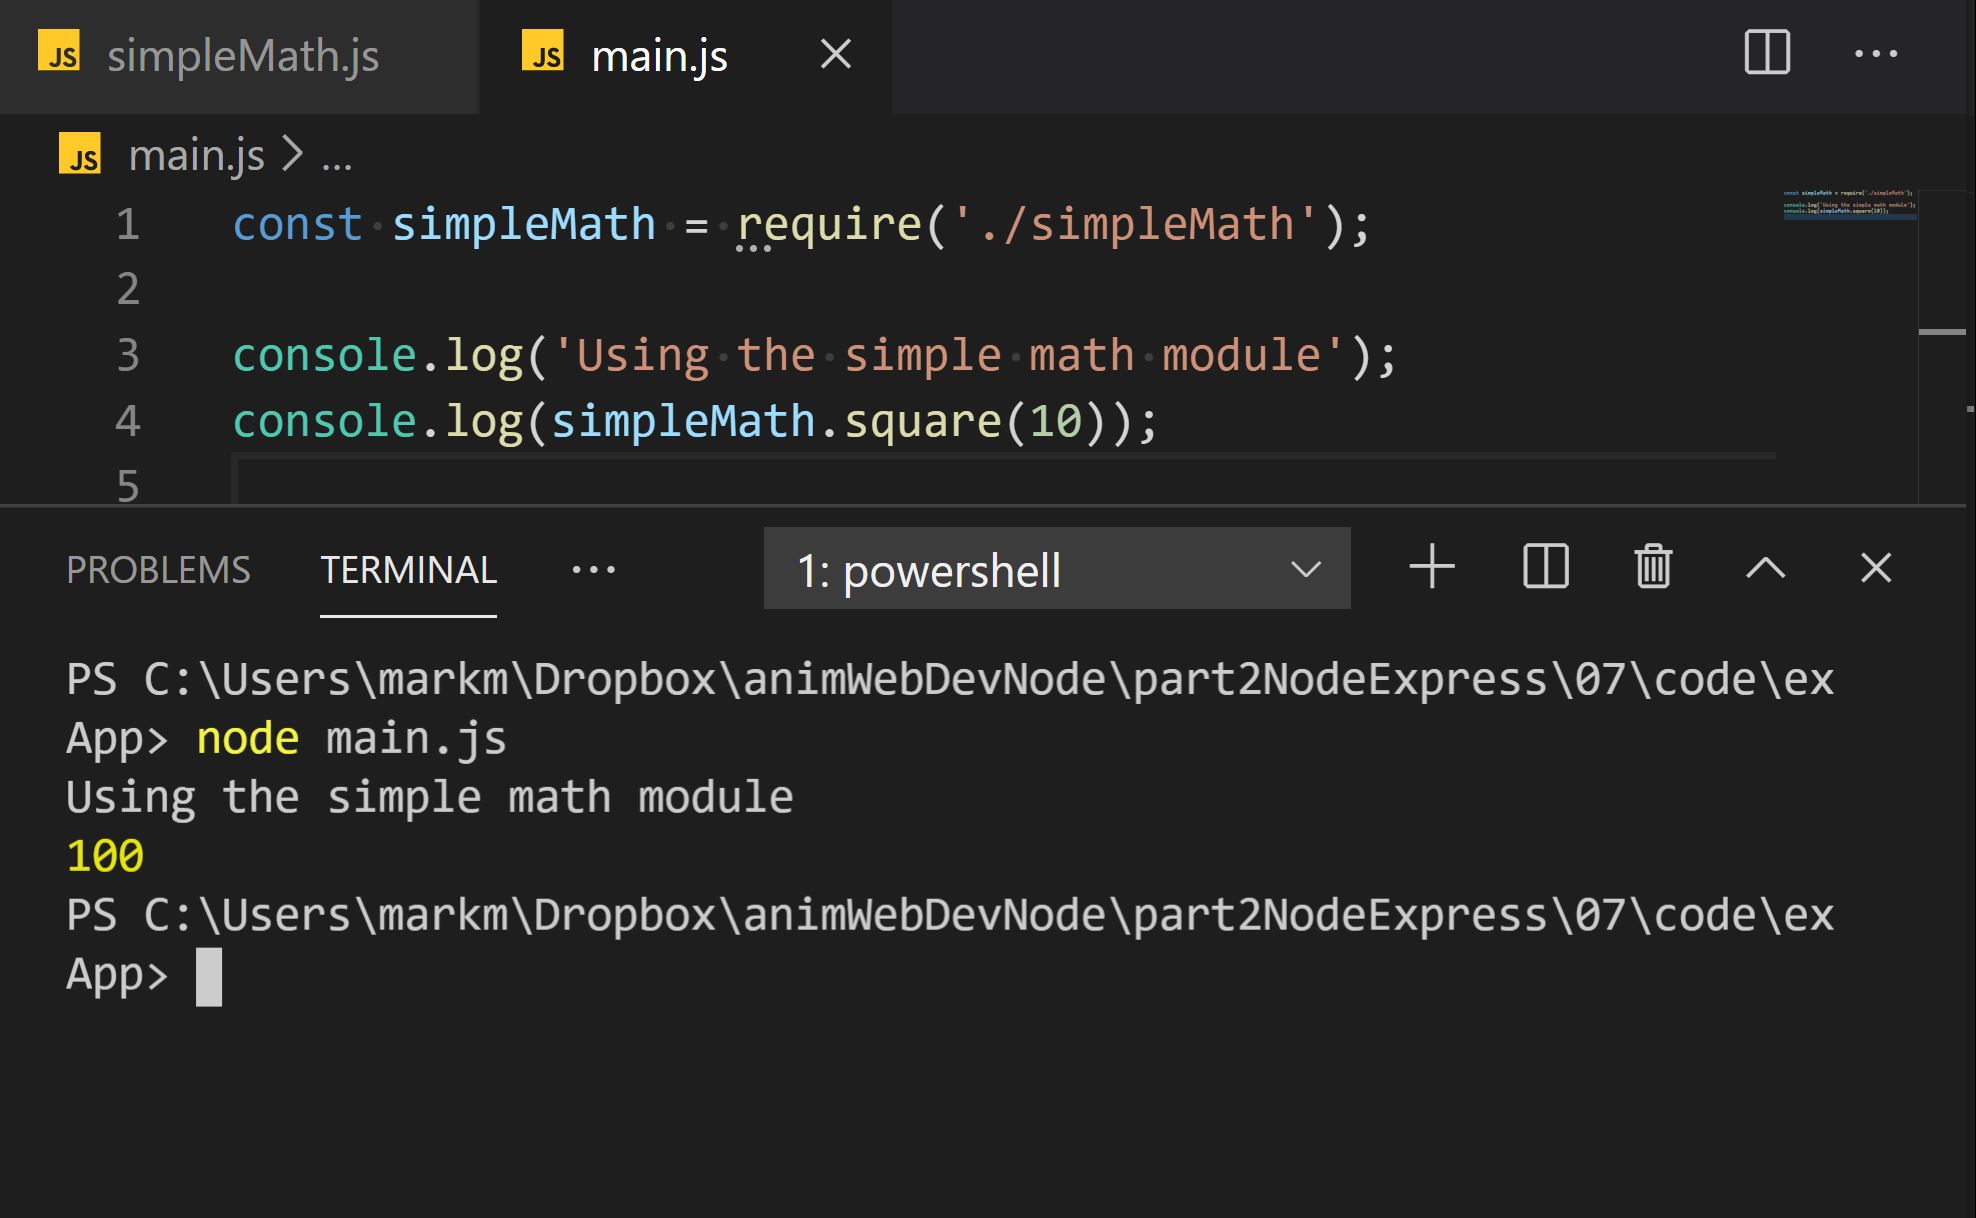 JS simpleMath.js JS main.js
JS main.js > ...
1 const simpleMath = require('./simpleMath');
2
3 console.log('Using the simple math module');
4 console.log(simpleMath.square(10));
5
PROBLEMS TERMINAL ... 1: powershell
PS C:\Users\markm\Dropbox\animWebDevNode\part2NodeExpress\07\code\ex
App> node main.js
Using the simple math module
100
PS C:\Users\markm\Dropbox\animWebDevNode\part2NodeExpress\07\code\ex
App>